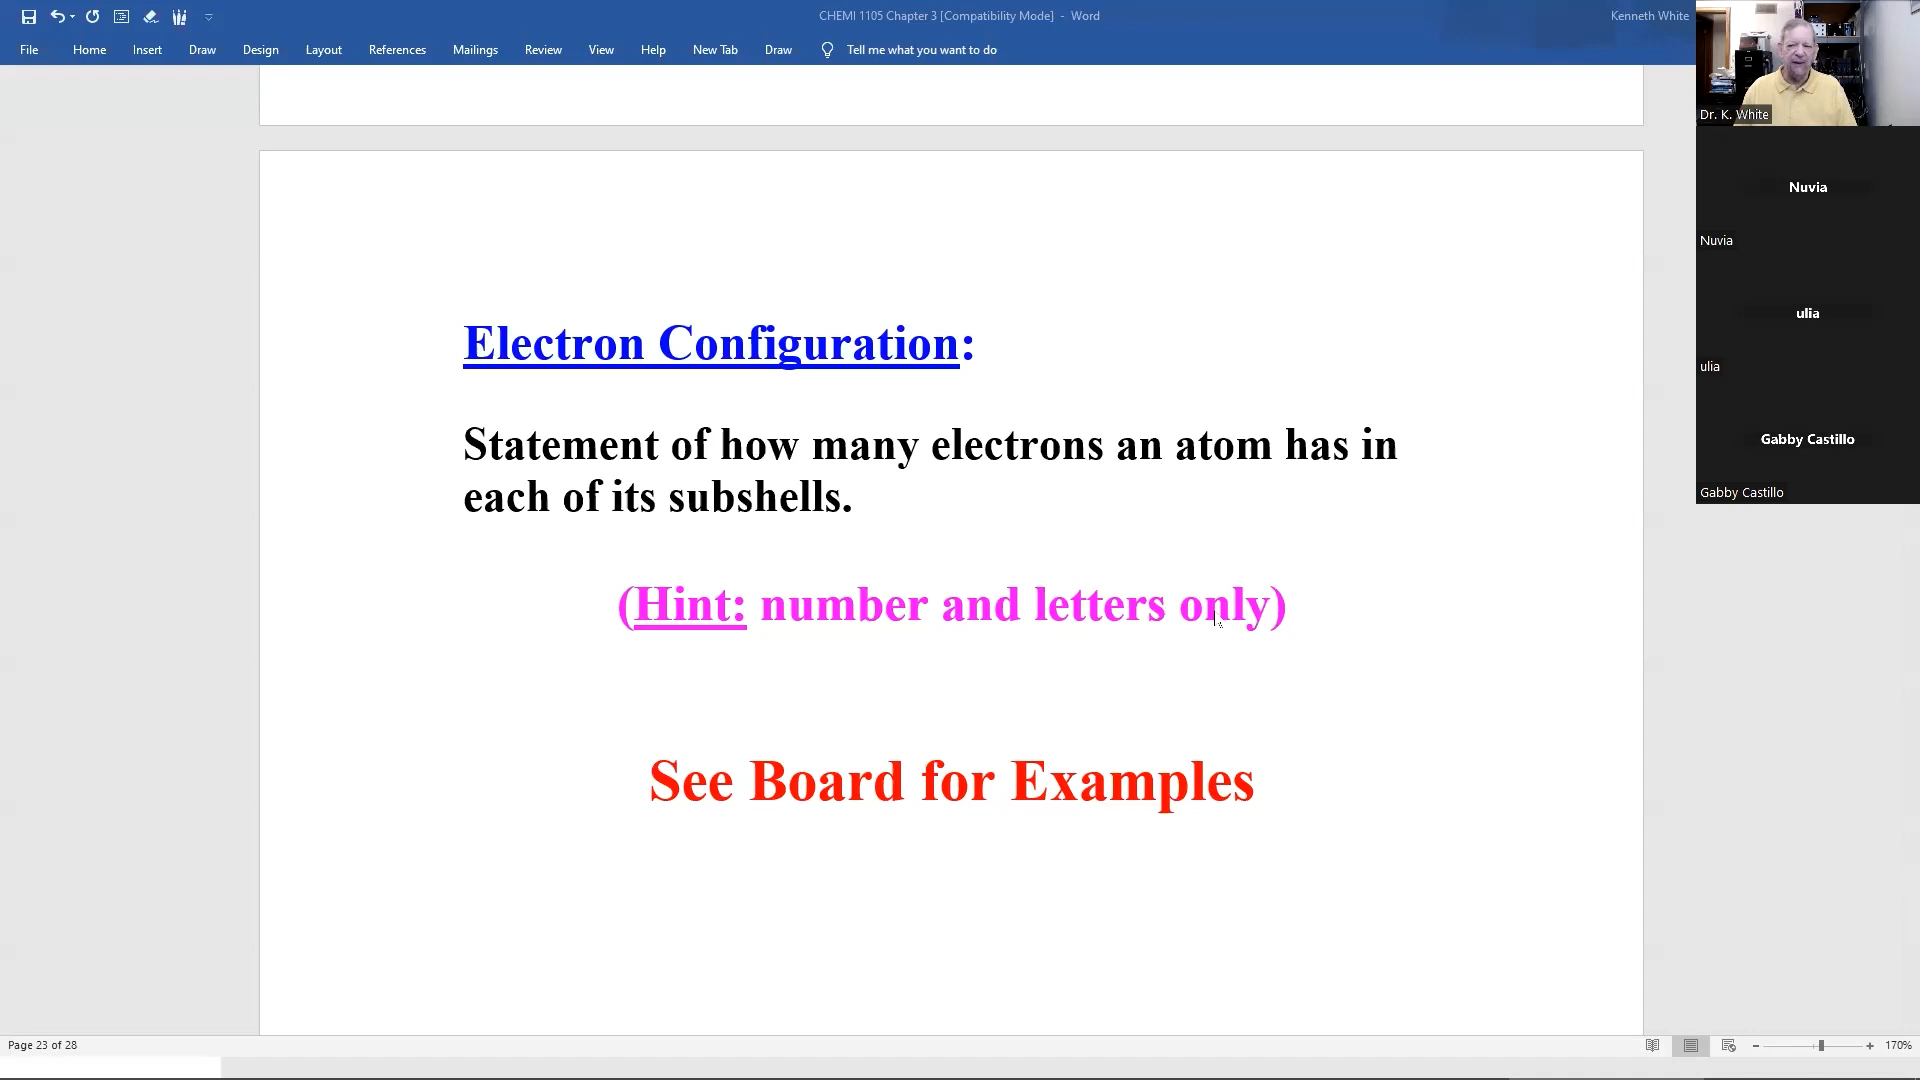 CHEMI 1105 Chapter 3 [Compatibility Mode] - Word
Kenneth White
File Home Insert Draw Design Layout References Mailings Review View Help New Tab Draw Tell me what you want to do
Dr. K. White
Nuvia
Nuvia
ulia
ulia
Gabby Castillo
Gabby Castillo
Electron Configuration:
Statement of how many electrons an atom has in
each of its subshells.
(Hint: number and letters only)
See Board for Examples
Page 23 of 28
170%